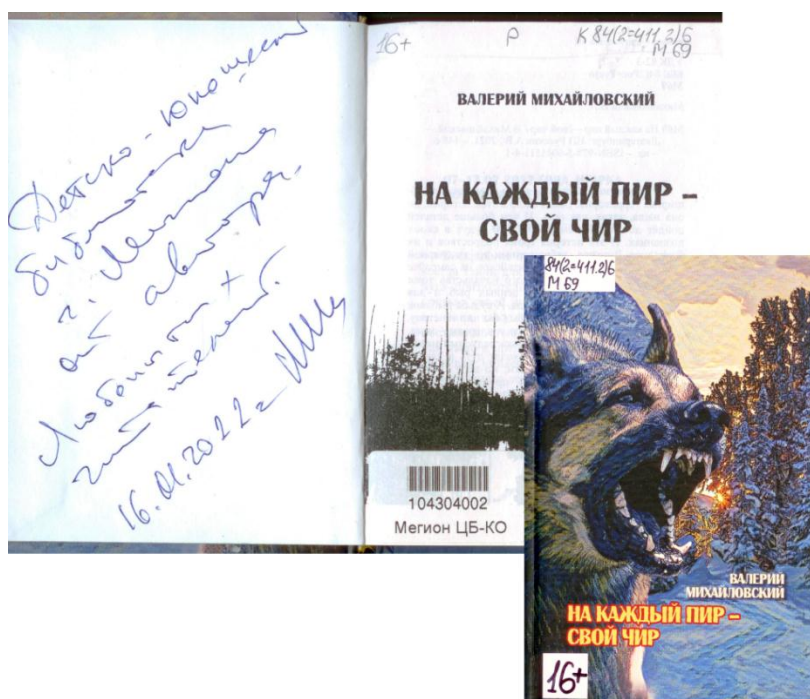 Детско-юношеской
библиотеке
г. Мегиона
от автора.
Любопытных
читателей.
16.01.2022 г
16+
Р
К 84(2=411.2)6
М 69
ВАЛЕРИЙ МИХАЙЛОВСКИЙ
НА КАЖДЫЙ ПИР –
СВОЙ ЧИР
104304002
Мегион ЦБ-КО
84(2=411.2)6
М 69
ВАЛЕРИЙ
МИХАЙЛОВСКИЙ
НА КАЖДЫЙ ПИР –
СВОЙ ЧИР
16+